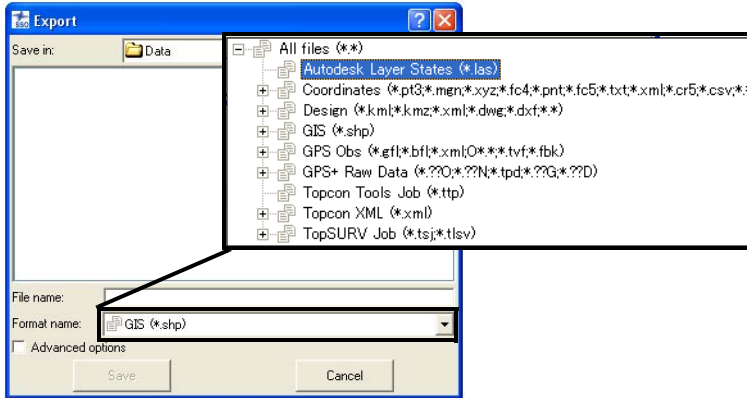 Export
Save in:
Data
All files (*.*)
Autodesk Layer States (*.las)
Coordinates (*.pt3;*.mgn;*.xyz;*.fc4;*.pnt;*.fc5;*.txt;*.xml;*.cr5;*.csv;*.
Design (*.kml;*.kmz;*.xml;*.dwg;*.dxf;*.*)
GIS (*.shp)
GPS Obs (*.gfl;*.bfl;*.xml;O*.*;*.tvf;*.fbk)
GPS+ Raw Data (*.??O;*.??N;*.tpd;*.??G;*.??D)
Topcon Tools Job (*.ttp)
Topcon XML (*.xml)
TopSURV Job (*.tsj;*.tlsv)
File name:
Format name:
GIS (*.shp)
Advanced options
Save
Cancel